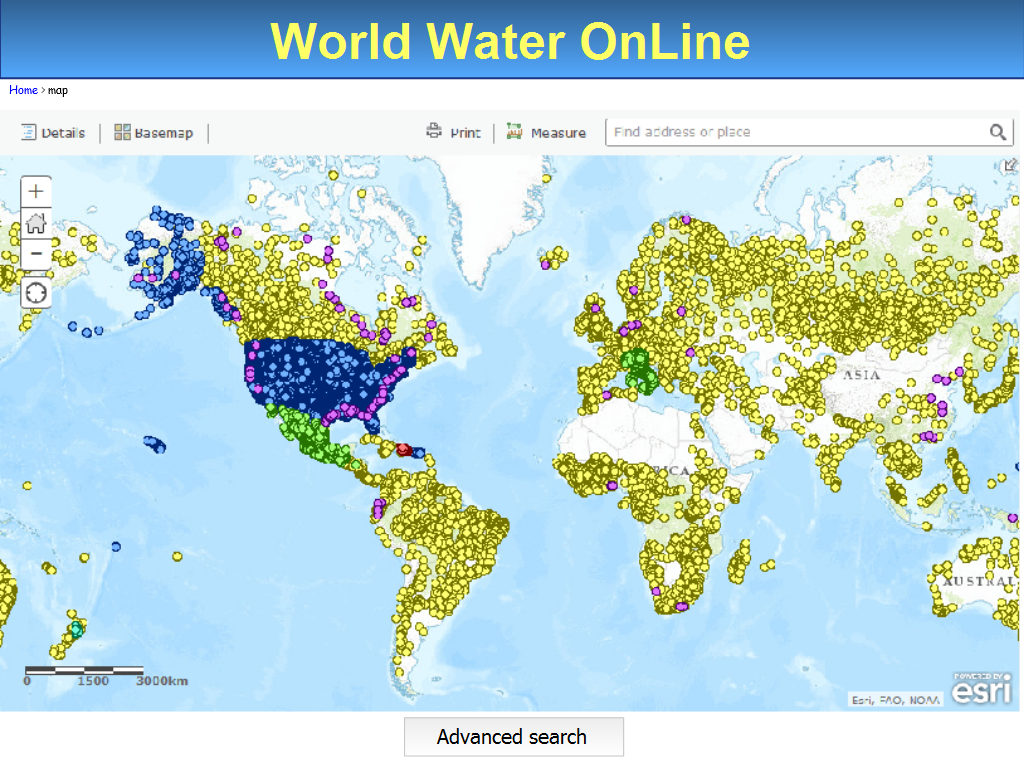 World Water OnLine
Home > map
Details
Basemap
Print
Measure
Find address or place
ASIA
AUSTRAL
0 1500 3000km
Esri, FAO, NOAA
POWERED BY
esri
Advanced search